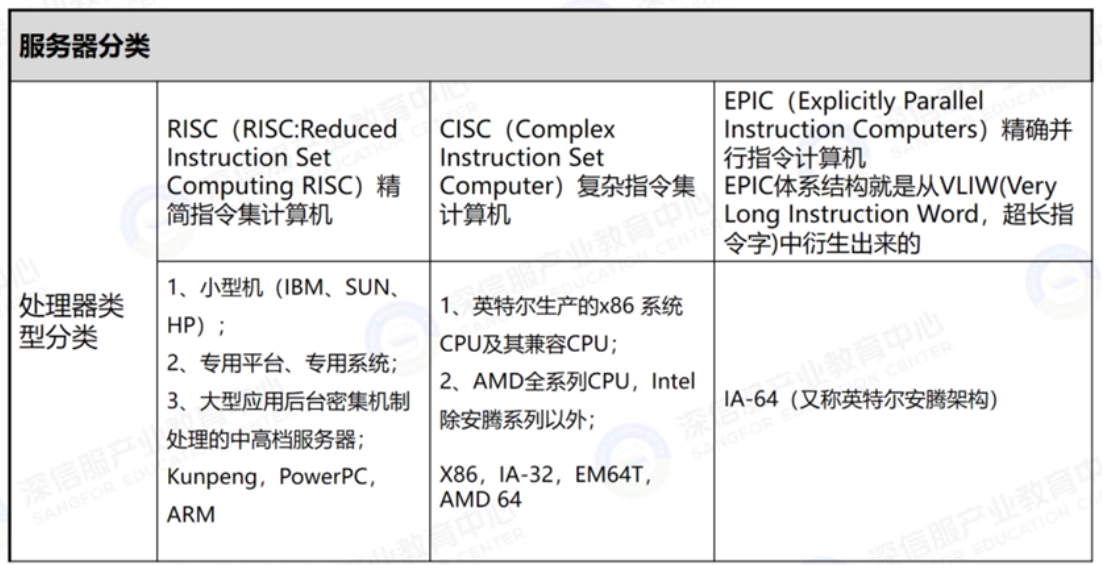 服务器分类
处理器类
型分类
RISC（RISC:Reduced
Instruction Set
Computing RISC）精
简指令集计算机
CISC（Complex
Instruction Set
Computer）复杂指令集
计算机
EPIC（Explicitly Parallel
Instruction Computers）精确并
行指令计算机
EPIC体系结构就是从VLIW(Very
Long Instruction Word，超长指
令字)中衍生出来的
1、小型机（IBM、SUN、
HP）;
2、专用平台、专用系统;
3、大型应用后台密集机制
处理的中高档服务器;
Kunpeng，PowerPC，
ARM
1、英特尔生产的x86 系统
CPU及其兼容CPU;
2、AMD全系列CPU，Intel
除安腾系列以外;
X86，IA-32，EM64T，
AMD 64
IA-64（又称英特尔安腾架构）
深信服产业教育中心
SANGFOR EDUCATION CENTER